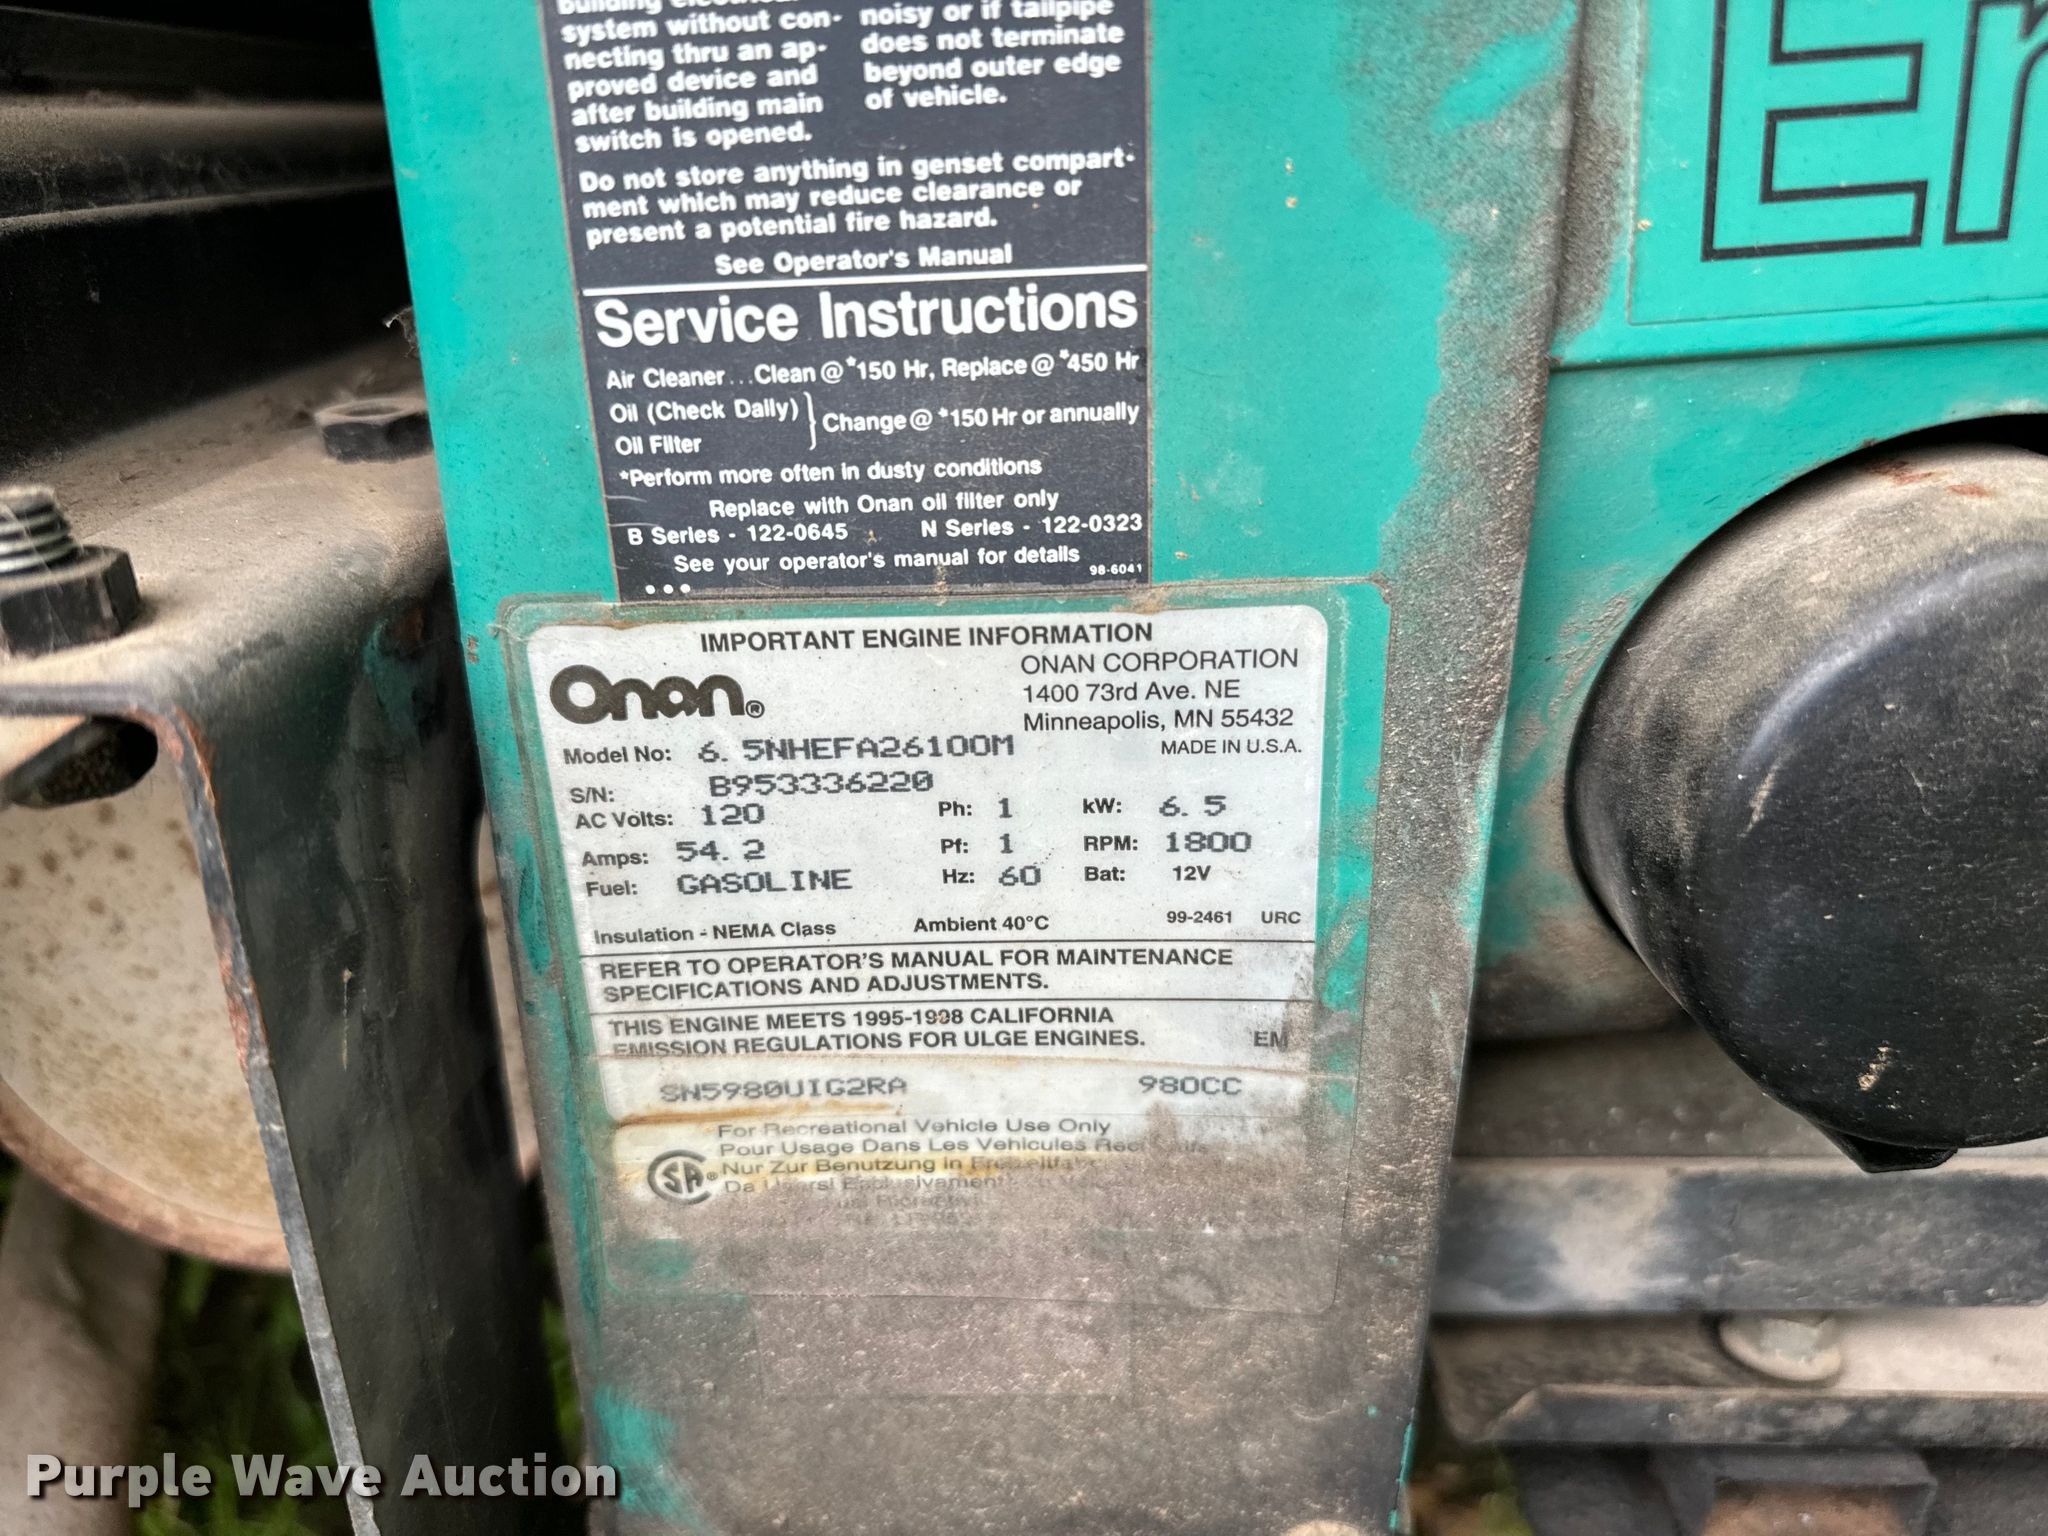 system without con-
necting thru an ap-
proved device and
after building main
switch is opened.
noisy or if tailpipe
does not terminate
beyond outer edge
of vehicle.
Do not store anything in genset compart-
ment which may reduce clearance or
present a potential fire hazard.
See Operator's Manual
Service Instructions
Air Cleaner...Clean @ *150 Hr, Replace @ *450 Hr
Oil (Check Daily)
Oil Filter
Change @ *150 Hr or annually
*Perform more often in dusty conditions
Replace with Onan oil filter only
B Series - 122-0645 N Series - 122-0323
See your operator's manual for details
98-6041
IMPORTANT ENGINE INFORMATION
Onan®
ONAN CORPORATION
1400 73rd Ave. NE
Minneapolis, MN 55432
MADE IN U.S.A.
Model No: 6.5NHEFA26100M
S/N: B953336220
AC Volts: 120 Ph: 1 kW: 6.5
Amps: 54.2 Pf: 1 RPM: 1800
Fuel: GASOLINE Hz: 60 Bat: 12V
Insulation - NEMA Class Ambient 40°C 99-2461 URC
REFER TO OPERATOR'S MANUAL FOR MAINTENANCE
SPECIFICATIONS AND ADJUSTMENTS.
THIS ENGINE MEETS 1995-1998 CALIFORNIA
EMISSION REGULATIONS FOR ULGE ENGINES. EM
SN5980U1G2RA 980CC
For Recreational Vehicle Use Only
Pour Usage Dans Les Vehicules
Nur Zur Benutzung in
Da
SA®
Em
Purple Wave Auction